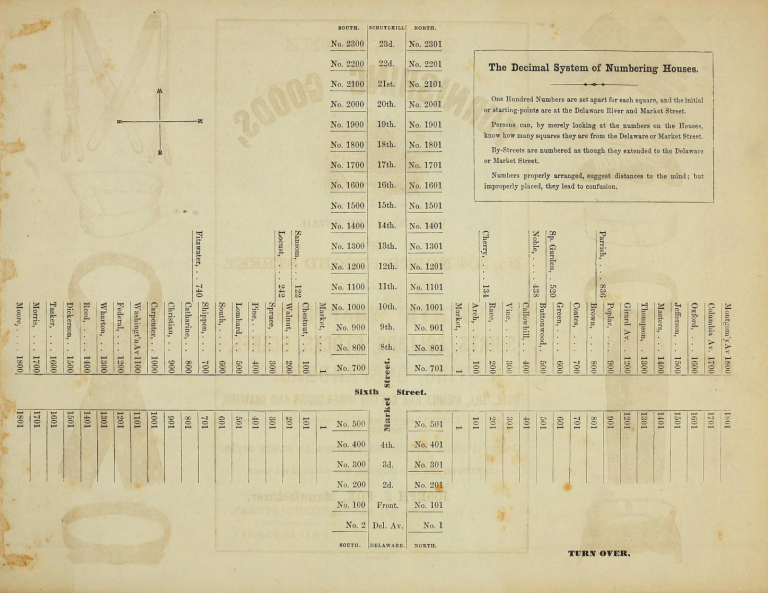 SOUTH. SCHUYLKILL NORTH.
No. 2300 23d. No. 2301
No. 2200 22d. No. 2201
No. 2100 21st. No. 2101
No. 2000 20th. No. 2001
No. 1900 19th. No. 1901
No. 1800 18th. No. 1801
No. 1700 17th. No. 1701
No. 1600 16th. No. 1601
No. 1500 15th. No. 1501
No. 1400 14th. No. 1401
No. 1300 13th. No. 1301
No. 1200 12th. No. 1201
No. 1100 11th. No. 1101
No. 1000 10th. No. 1001
No. 900 9th. No. 901
No. 800 8th. No. 801
No. 700 No. 701
W
S N
E
The Decimal System of Numbering Houses.
One Hundred Numbers are set apart for each square, and the initial
or starting-points are at the Delaware River and Market Street.
Persons can, by merely looking at the numbers on the Houses,
know how many squares they are from the Delaware or Market Street.
By-Streets are numbered as though they extended to the Delaware
or Market Street.
Numbers properly arranged, suggest distances to the mind; but
improperly placed, they lead to confusion.
Fitzwater, . . . 740
Locust, . . . . 242
Sansom, . . . 122
Cherry, . . . . 134
Noble, . . . 438
Sp. Garden, . 520
Parrish, . . . 836
Moore, . . . . 1800
Morris, . . . . 1700
Tasker, . . . . 1600
Dickerson, . . 1500
Reed, . . . . 1400
Wharton, . . . 1300
Federal, . . . 1200
Washingt'n Av 1100
Carpenter, . . 1000
Christian, . . . 900
Catharine, . . . 800
Shippen, . . . 700
South, . . . . 600
Lombard, . . . 500
Pine, . . . . 400
Spruce, . . . 300
Walnut, . . . 200
Chestnut, . . . 100
Market, . . . . 1
Market, . . . . 1
Arch, . . . . 100
Race, . . . . 200
Vine, . . . . 300
Callowhill, . . 400
Buttonwood, . 500
Green, . . . . 600
Coates, . . . . 700
Brown, . . . . 800
Poplar, . . . . 900
Girard Av. . 1200
Thompson, . . 1300
Masters, . . . 1400
Jefferson, . . 1500
Oxford, . . . 1600
Columbia Av. 1700
Montgom'y Av 1800
Market Street,
Sixth Street.
1801
1701
1601
1501
1401
1301
1201
1101
1001
901
801
701
601
501
401
301
201
101
1
1
101
201
301
401
501
601
701
801
901
1201
1301
1401
1501
1601
1701
1801
No. 500 No. 501
No. 400 4th. No. 401
No. 300 3d. No. 301
No. 200 2d. No. 201
No. 100 Front. No. 101
No. 2 Del. Av. No. 1
SOUTH. DELAWARE. NORTH.
TURN OVER.